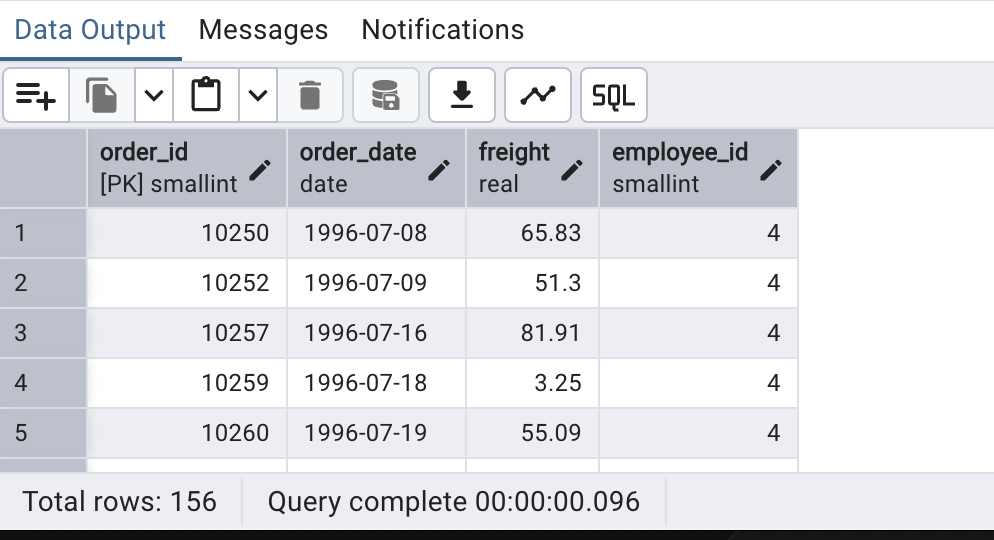 Data Output Messages Notifications
SQL
order_id order_date freight employee_id
[PK] smallint date real smallint
1 10250 1996-07-08 65.83 4
2 10252 1996-07-09 51.3 4
3 10257 1996-07-16 81.91 4
4 10259 1996-07-18 3.25 4
5 10260 1996-07-19 55.09 4
Total rows: 156 Query complete 00:00:00.096